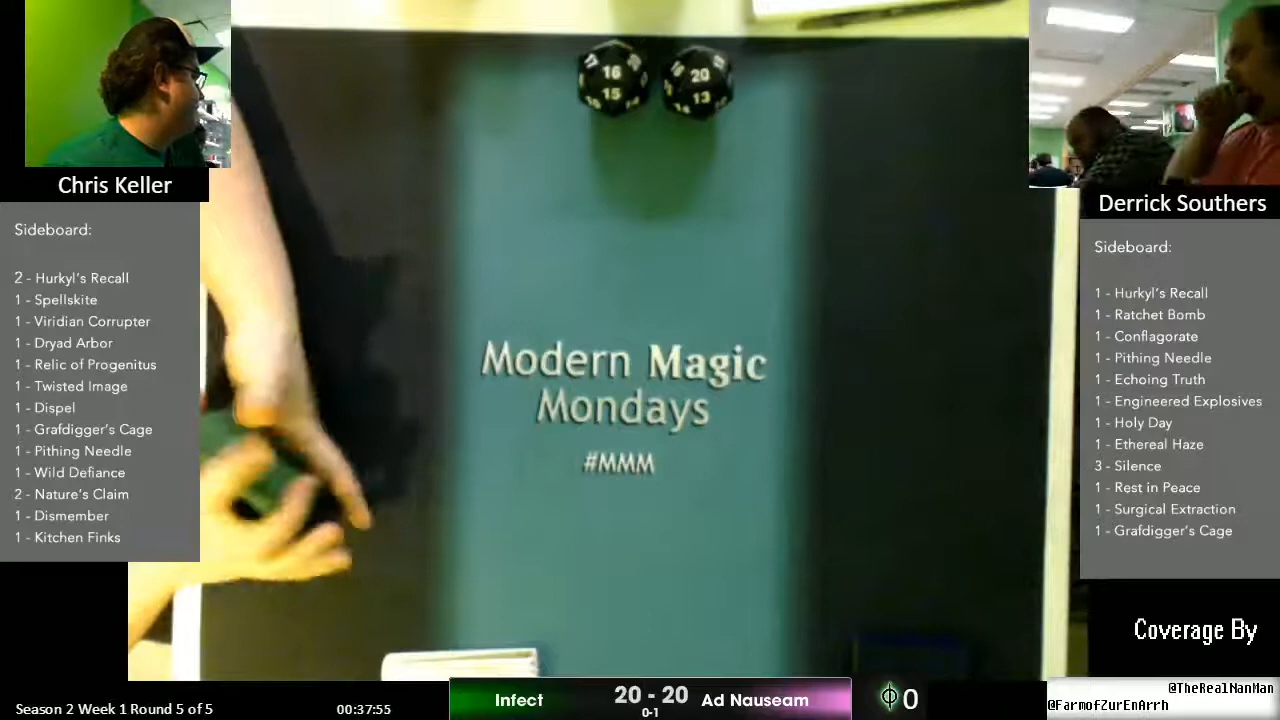 16
15
20
13
Chris Keller
Sideboard:
2 - Hurkyl's Recall
1 - Spellskite
1 - Viridian Corrupter
1 - Dryad Arbor
1 - Relic of Progenitus
1 - Twisted Image
1 - Dispel
1 - Grafdigger's Cage
1 - Pithing Needle
1 - Wild Defiance
2 - Nature's Claim
1 - Dismember
1 - Kitchen Finks
Modern Magic
Mondays
#MMM
Derrick Southers
Sideboard:
1 - Hurkyl's Recall
1 - Ratchet Bomb
1 - Conflagorate
1 - Pithing Needle
1 - Echoing Truth
1 - Engineered Explosives
1 - Holy Day
1 - Ethereal Haze
3 - Silence
1 - Rest in Peace
1 - Surgical Extraction
1 - Grafdigger's Cage
Coverage By
@TheRealNanMan
@FarmofZurEnArrh
Season 2 Week 1 Round 5 of 5
00:37:55
Infect
20 - 20
0-1
Ad Nauseam
0